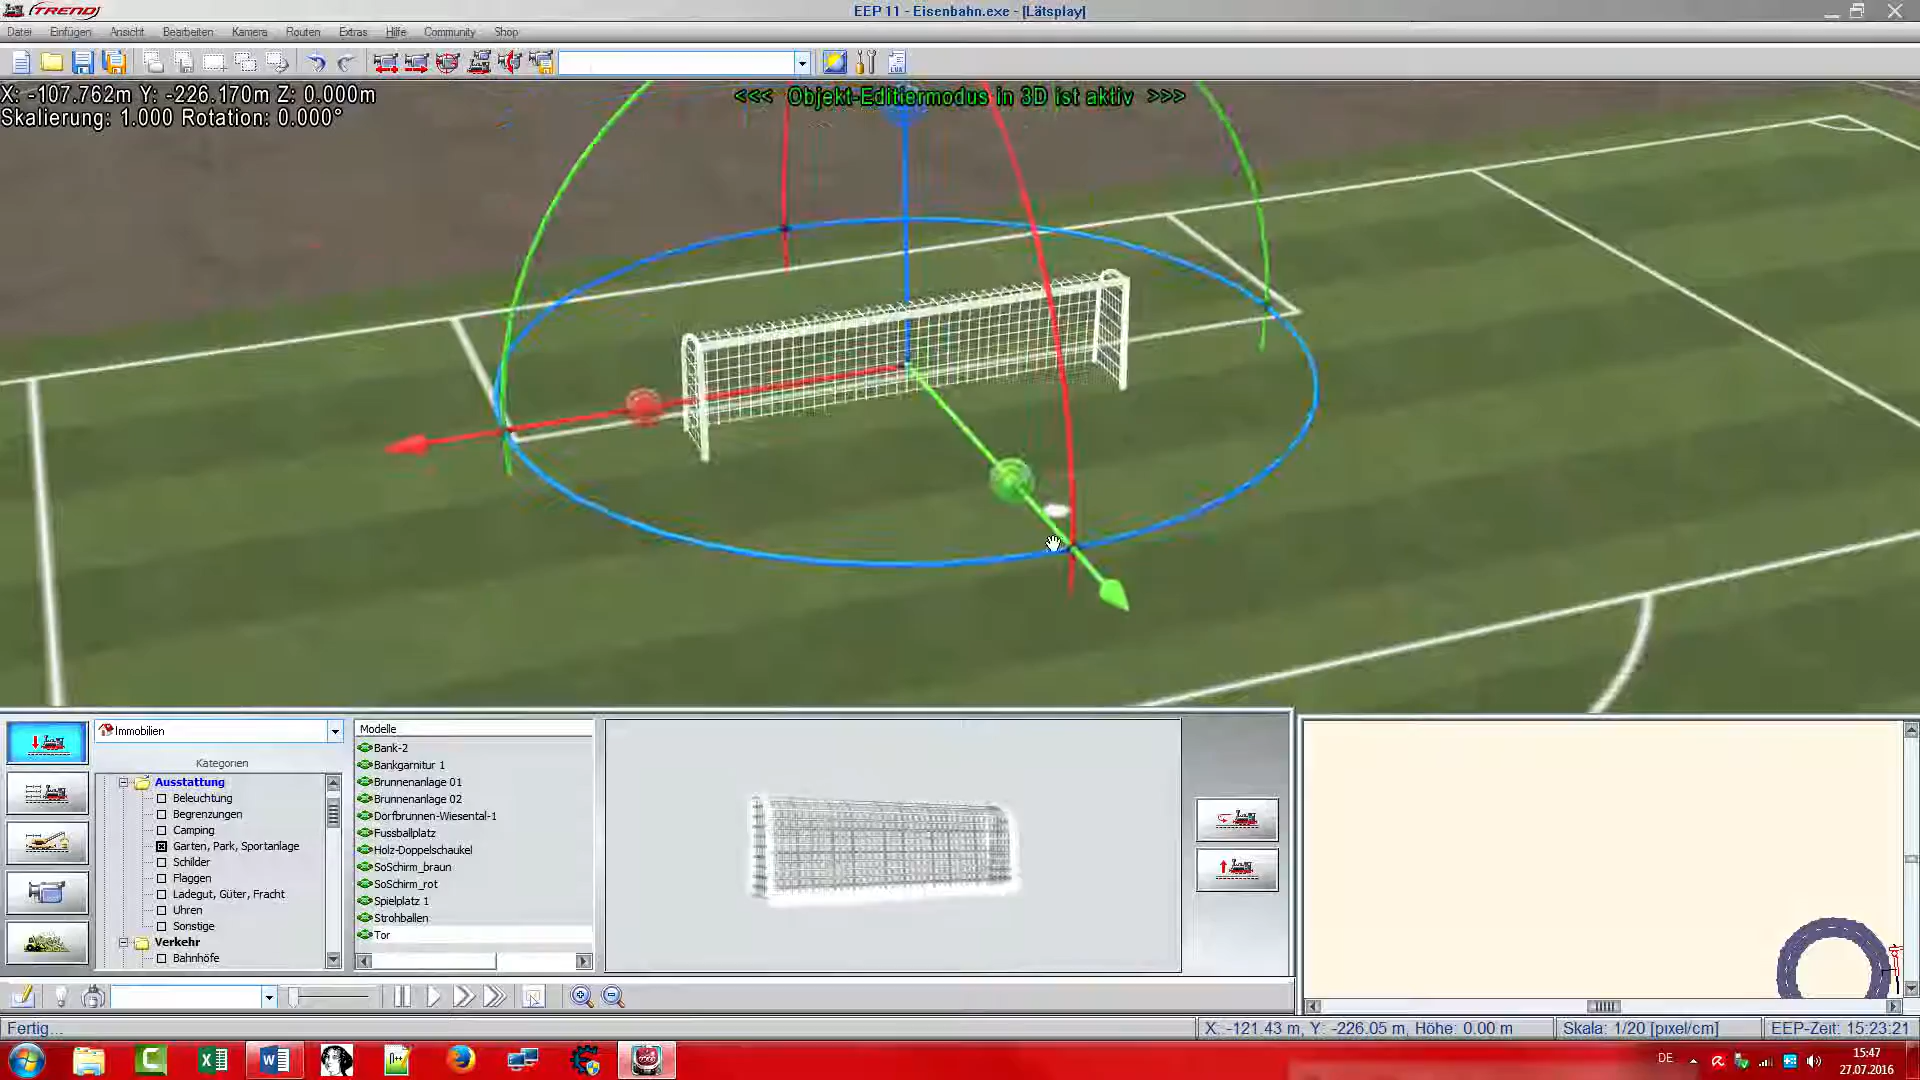 TREND
EEP 11 - Eisenbahn.exe - [Lätsplay]
Datei Einfügen Ansicht Bearbeiten Kamera Routen Extras Hilfe Community Shop
LUA
X: -107.762m Y: -226.170m Z: 0.000m
Skalierung: 1.000 Rotation: 0.000°
<<< Objekt-Editiermodus in 3D ist aktiv >>>
Immobilien
Kategorien
Ausstattung
Beleuchtung
Begrenzungen
Camping
Garten, Park, Sportanlage
Schilder
Flaggen
Ladegut, Güter, Fracht
Uhren
Sonstige
Verkehr
Bahnhöfe
Modelle
Bank-2
Bankgarnitur 1
Brunnenanlage 01
Brunnenanlage 02
Dorfbrunnen-Wiesental-1
Fussballplatz
Holz-Doppelschaukel
SoSchirm_braun
SoSchirm_rot
Spielplatz 1
Strohballen
Tor
Fertig...
X: -121.43 m, Y: -226.05 m, Höhe: 0.00 m
Skala: 1/20 [pixel/cm]
EEP-Zeit: 15:23:21
DE
15:47
27.07.2016